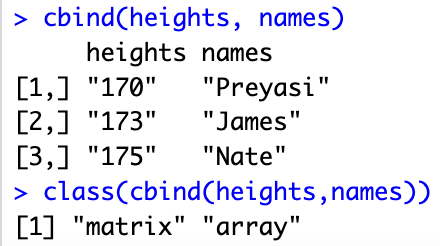 > cbind(heights, names)
     heights names
[1,] "170"   "Preyasi"
[2,] "173"   "James"
[3,] "175"   "Nate"
> class(cbind(heights,names))
[1] "matrix" "array"